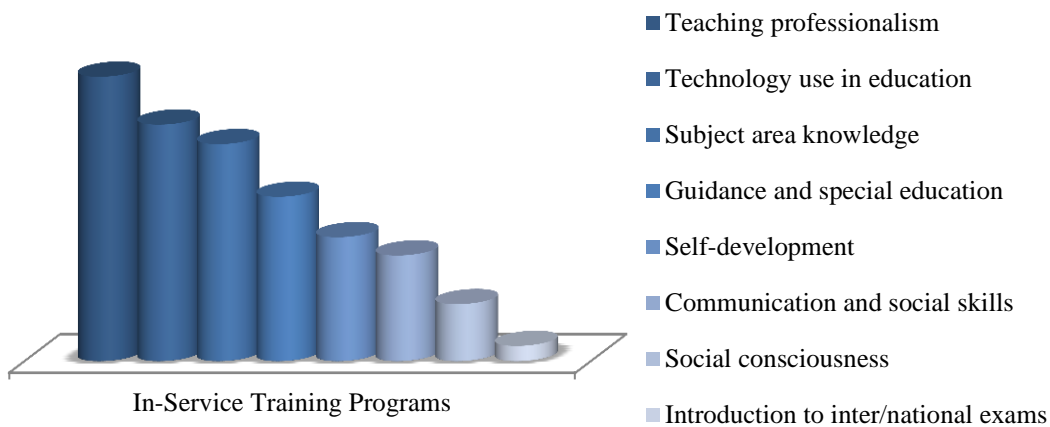 Teaching professionalism
Technology use in education
Subject area knowledge
Guidance and special education
Self-development
Communication and social skills
Social consciousness
Introduction to inter/national exams
In-Service Training Programs